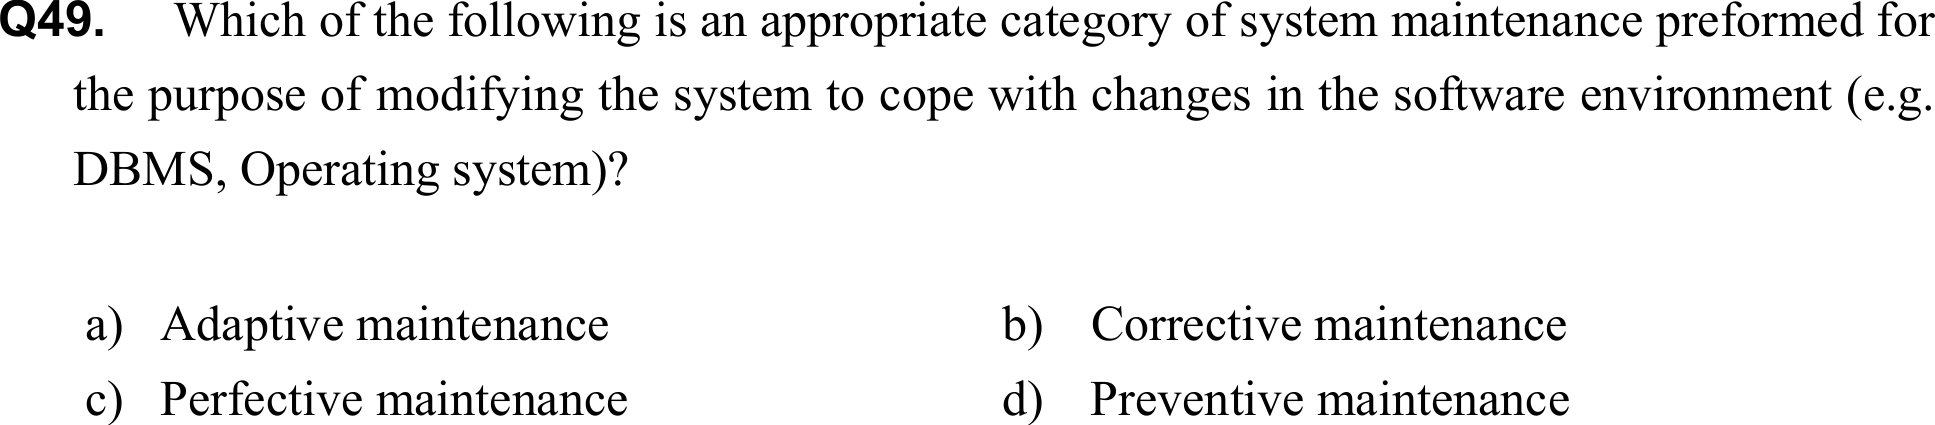 Q49. Which of the following is an appropriate category of system maintenance preformed for
the purpose of modifying the system to cope with changes in the software environment (e.g.
DBMS, Operating system)?
a) Adaptive maintenance b) Corrective maintenance
c) Perfective maintenance d) Preventive maintenance